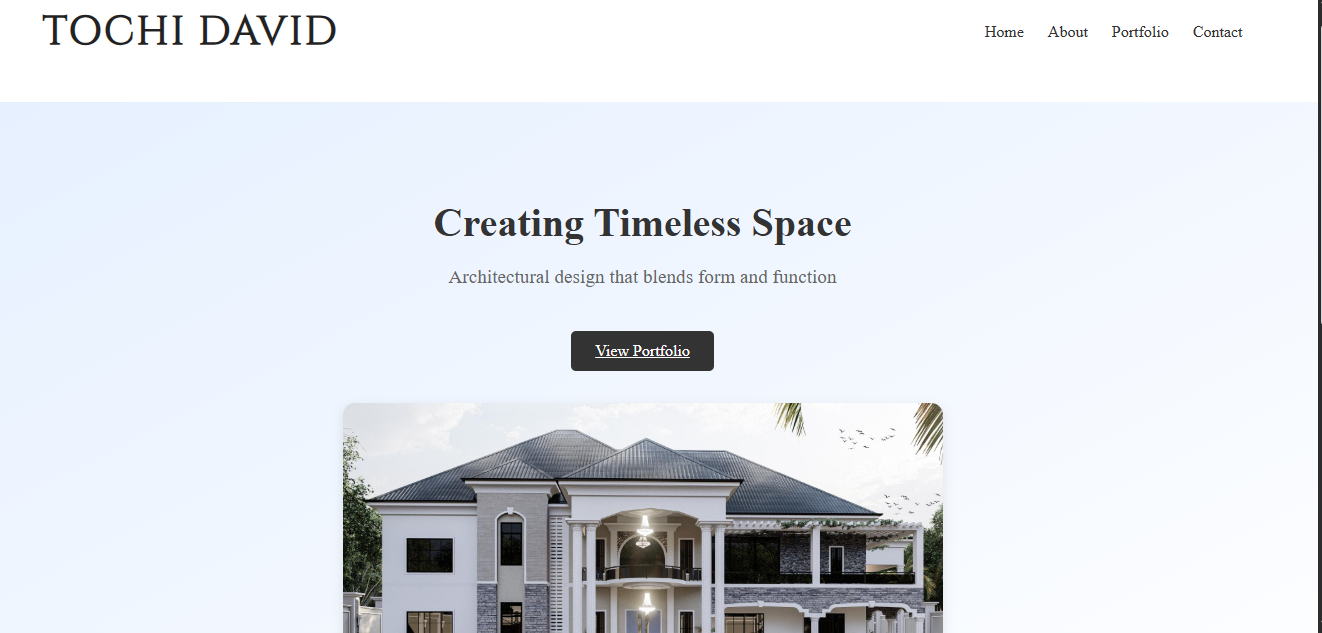 TOCHI DAVID
Home About Portfolio Contact
Creating Timeless Space
Architectural design that blends form and function
View Portfolio